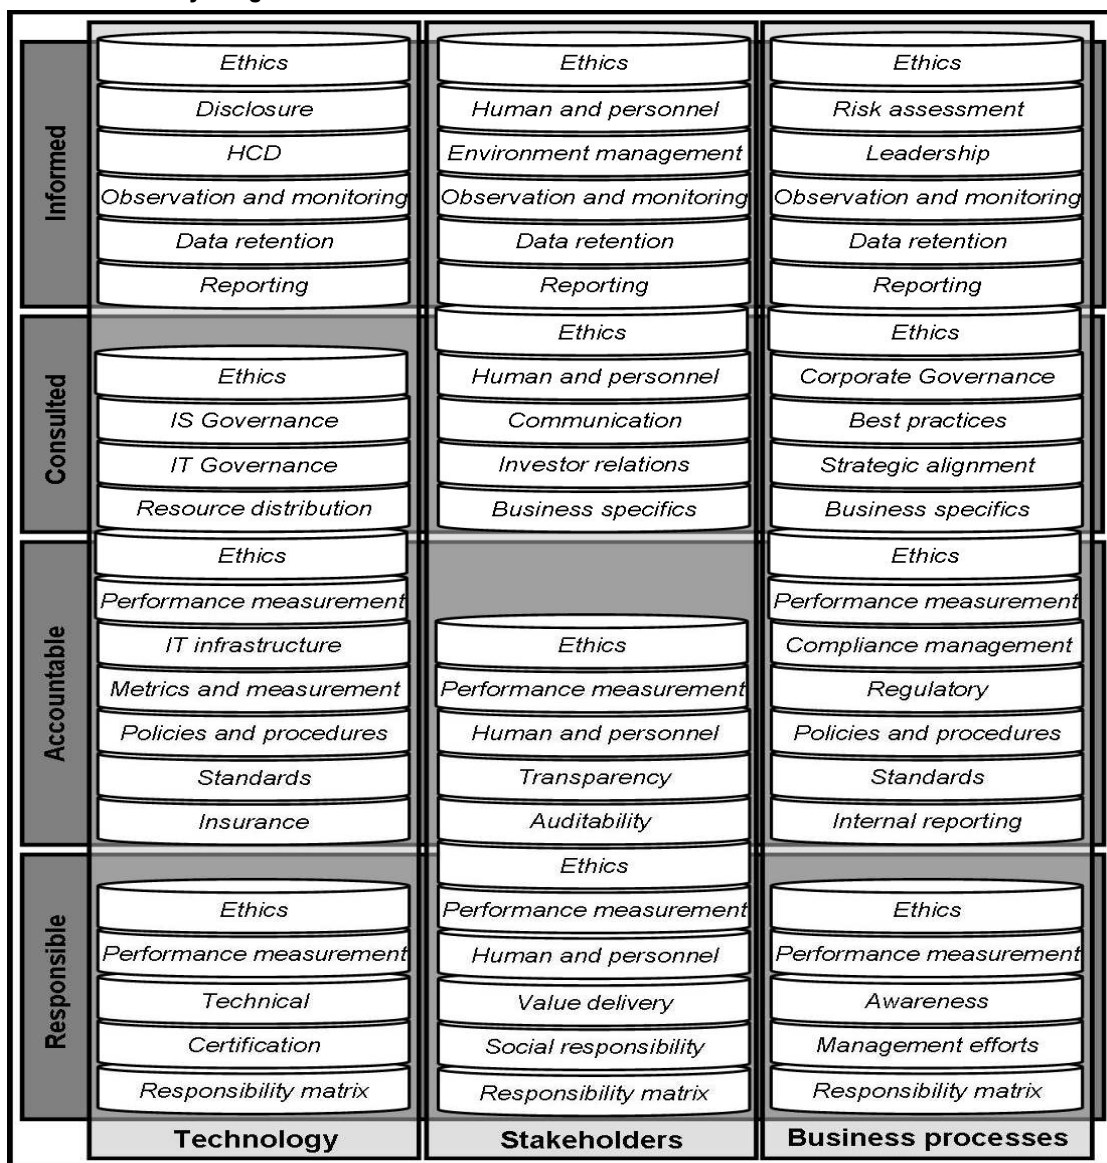 Informed
Ethics
Disclosure
HCD
Observation and monitoring
Data retention
Reporting
Ethics
Human and personnel
Environment management
Observation and monitoring
Data retention
Reporting
Ethics
Risk assessment
Leadership
Observation and monitoring
Data retention
Reporting
Consulted
Ethics
IS Governance
IT Governance
Resource distribution
Ethics
Human and personnel
Communication
Investor relations
Business specifics
Ethics
Corporate Governance
Best practices
Strategic alignment
Business specifics
Accountable
Ethics
Performance measurement
IT infrastructure
Metrics and measurement
Policies and procedures
Standards
Insurance
Ethics
Performance measurement
Human and personnel
Transparency
Auditability
Ethics
Performance measurement
Compliance management
Regulatory
Policies and procedures
Standards
Internal reporting
Responsible
Ethics
Performance measurement
Technical
Certification
Responsibility matrix
Ethics
Performance measurement
Human and personnel
Value delivery
Social responsibility
Responsibility matrix
Ethics
Performance measurement
Awareness
Management efforts
Responsibility matrix
Technology
Stakeholders
Business processes